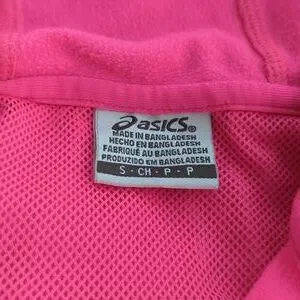 asics®
MADE IN BANGLADESH
HECHO EN BANGLADESH
FABRIQUÉ AU BANGLADESH
PRODUZIDO EM BANGLADESH
S - CH - P - P